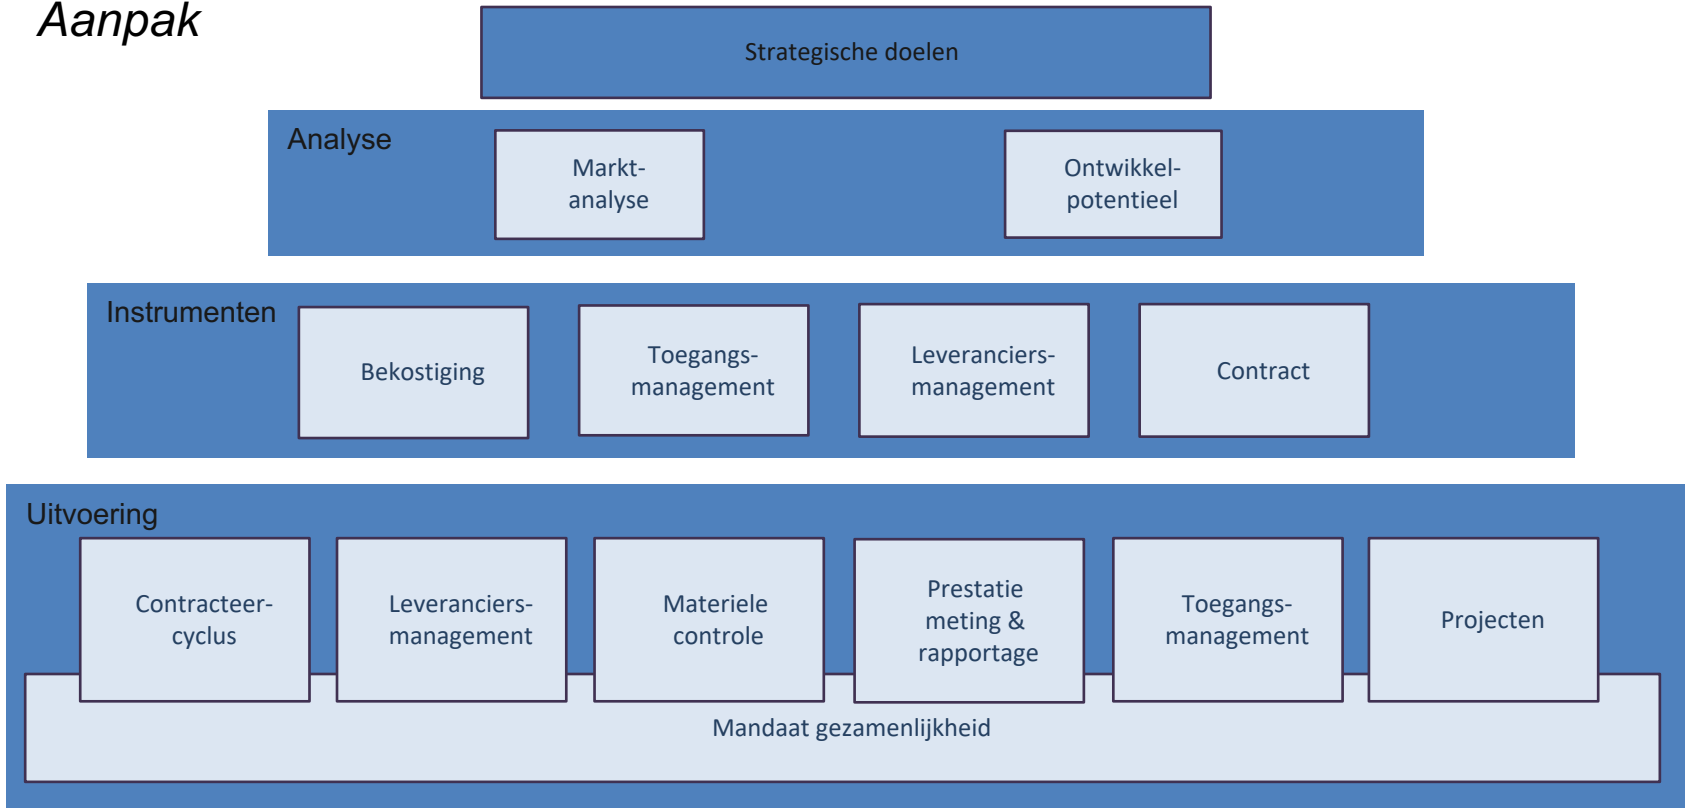 Aanpak
Strategische doelen
Analyse
Markt-
analyse
Ontwikkel-
potentieel
Instrumenten
Bekostiging
Toegangs-
management
Leveranciers-
management
Contract
Uitvoering
Contracteer-
cyclus
Leveranciers-
management
Materiele
controle
Prestatie
meting &
rapportage
Toegangs-
management
Projecten
Mandaat gezamenlijkheid